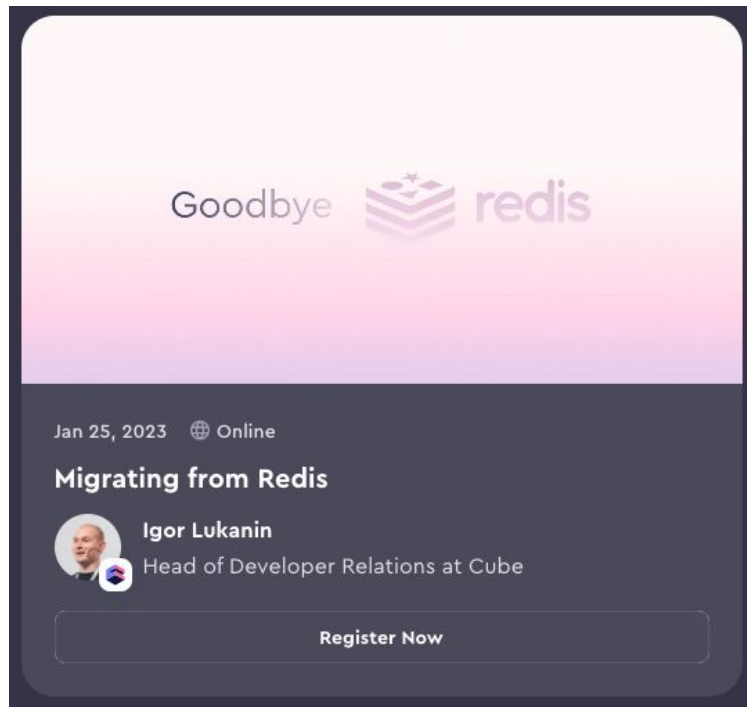 Goodbye redis
Jan 25, 2023 Online
Migrating from Redis
Igor Lukanin
Head of Developer Relations at Cube
Register Now